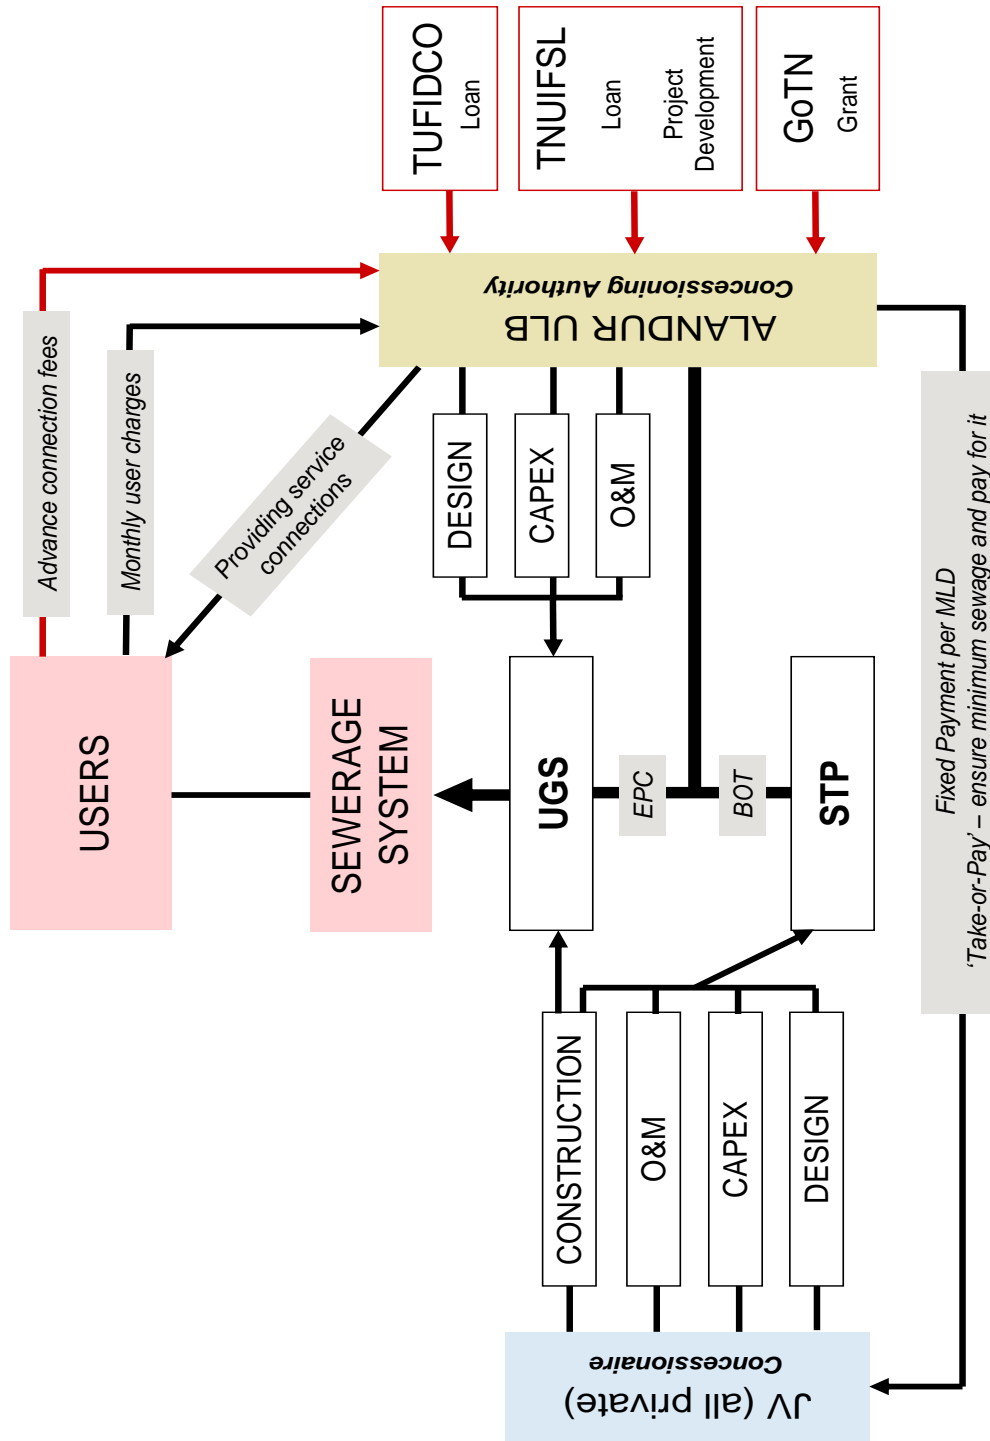 USERS
Advance connection fees
Monthly user charges
Providing service
connections
SEWERAGE
SYSTEM
TUFIDCO
Loan
TNUIFSL
Loan
Project
Development
GoTN
Grant
ALANDUR ULB
Concessioning Authority
DESIGN
CAPEX
O&M
UGS
EPC
BOT
STP
CONSTRUCTION
O&M
CAPEX
DESIGN
JV (all private)
Concessionaire
Fixed Payment per MLD
‘Take-or-Pay’ – ensure minimum sewage and pay for it